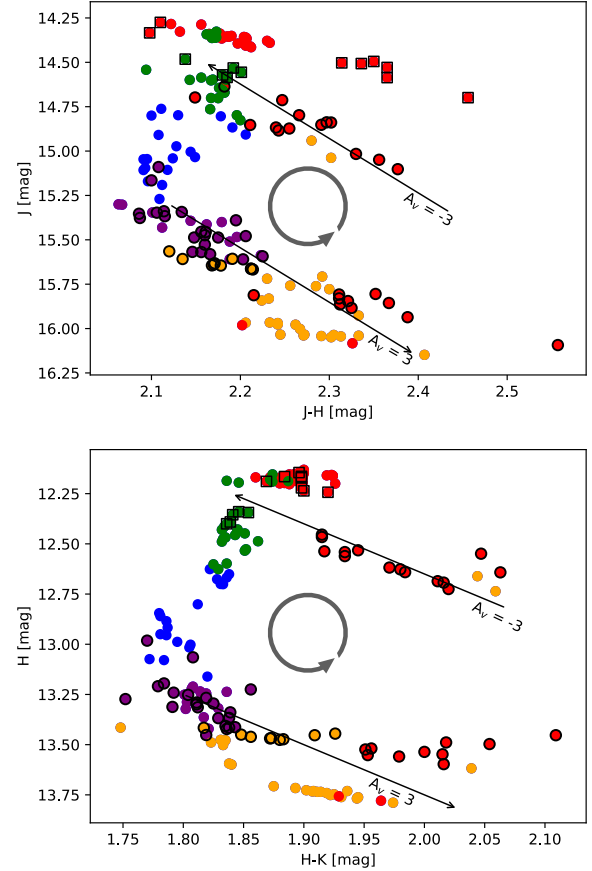 14.25
14.50
14.75
15.00
15.25
15.50
15.75
16.00
16.25
J [mag]
A_v = -3
A_v = 3
2.1 2.2 2.3 2.4 2.5
J-H [mag]
12.25
12.50
12.75
13.00
13.25
13.50
13.75
H [mag]
A_v = -3
A_v = 3
1.75 1.80 1.85 1.90 1.95 2.00 2.05 2.10
H-K [mag]